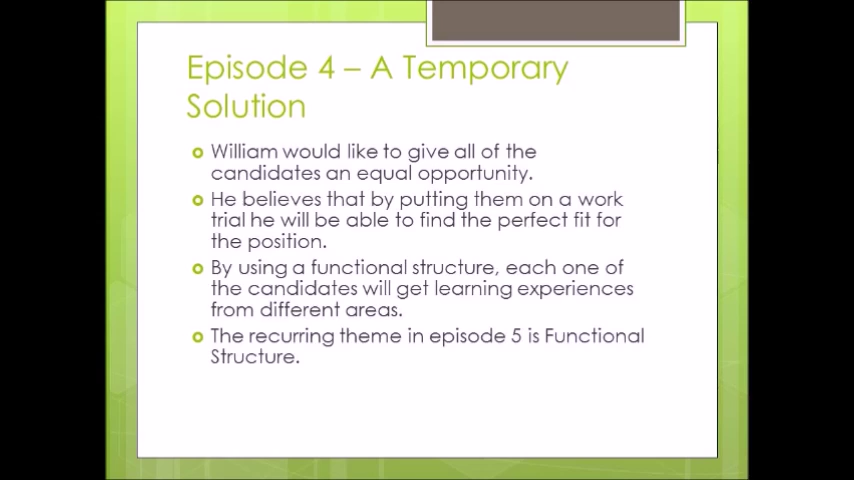 Episode 4 – A Temporary
Solution
William would like to give all of the
candidates an equal opportunity.
He believes that by putting them on a work
trial he will be able to find the perfect fit for
the position.
By using a functional structure, each one of
the candidates will get learning experiences
from different areas.
The recurring theme in episode 5 is Functional
Structure.